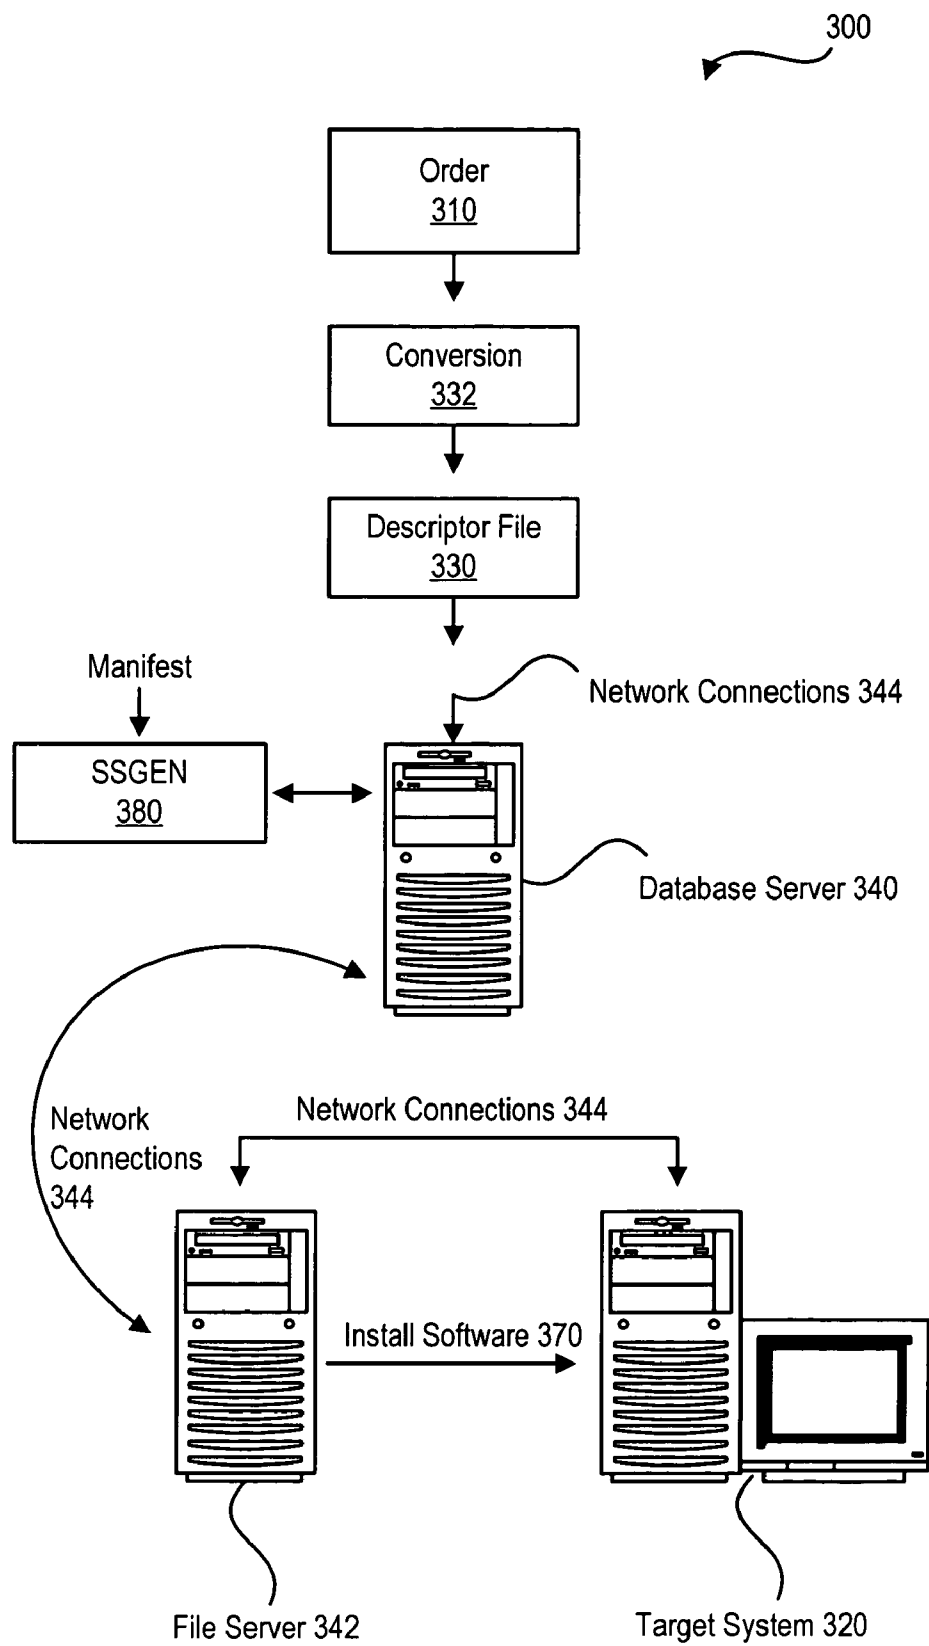 300
Order
310
Conversion
332
Descriptor File
330
Manifest
Network Connections 344
SSGEN
380
Database Server 340
Network Connections 344
Network
Connections
344
Install Software 370
File Server 342
Target System 320